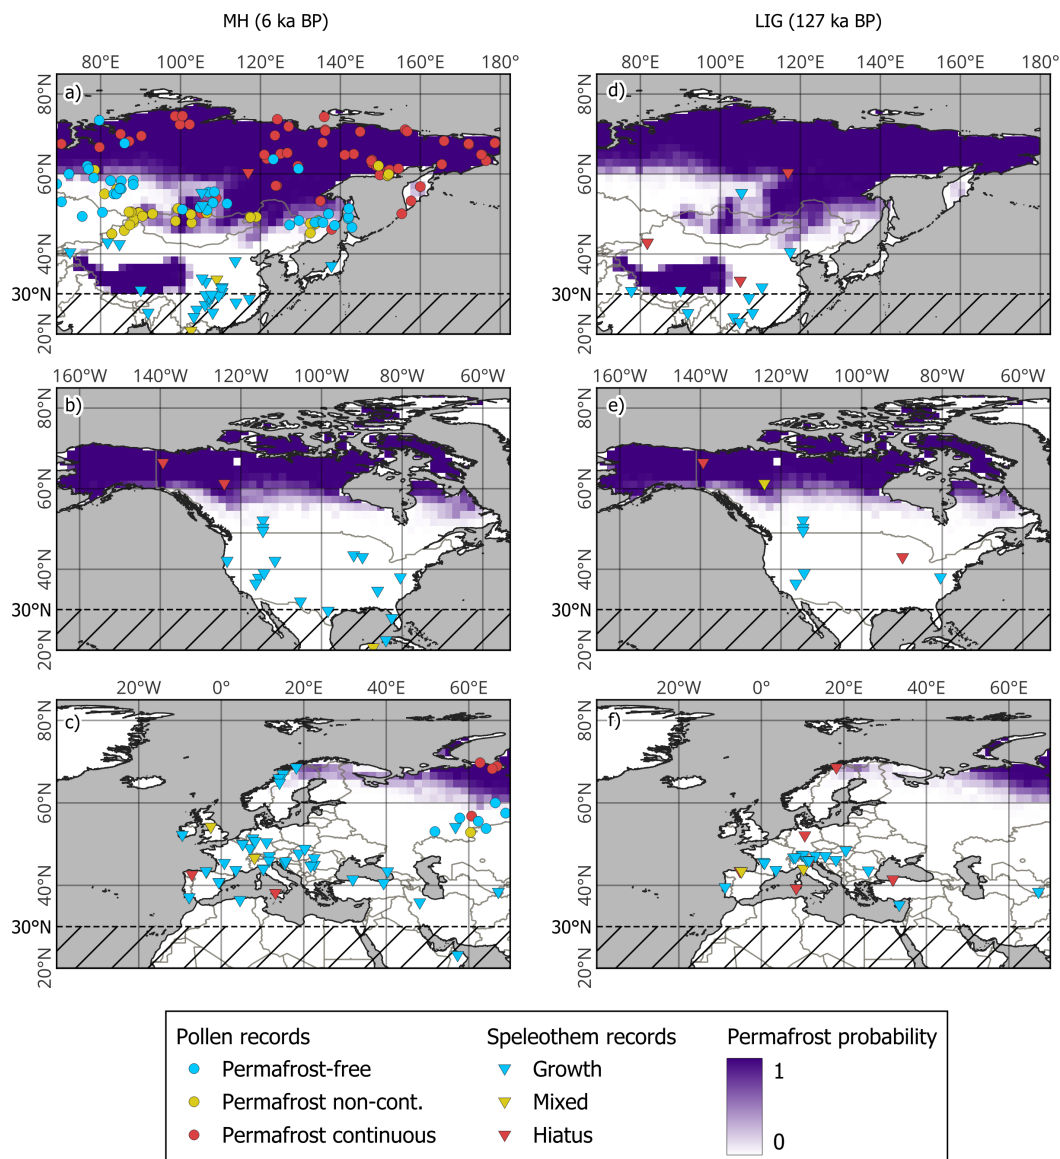 MH (6 ka BP)
LIG (127 ka BP)
80°E 100°E 120°E 140°E 160°E 180°
80°E 100°E 120°E 140°E 160°E 180°
a)
80°N
60°N
40°N
30°N
20°N
d)
80°N
60°N
40°N
30°N
20°N
160°W 140°W 120°W 100°W 80°W 60°W
160°W 140°W 120°W 100°W 80°W 60°W
b)
80°N
60°N
40°N
30°N
20°N
e)
80°N
60°N
40°N
30°N
20°N
20°W 0° 20°E 40°E 60°E
20°W 0° 20°E 40°E 60°E
c)
80°N
60°N
40°N
30°N
20°N
f)
80°N
60°N
40°N
30°N
20°N
Pollen records
Permafrost-free
Permafrost non-cont.
Permafrost continuous
Speleothem records
Growth
Mixed
Hiatus
Permafrost probability
1
0